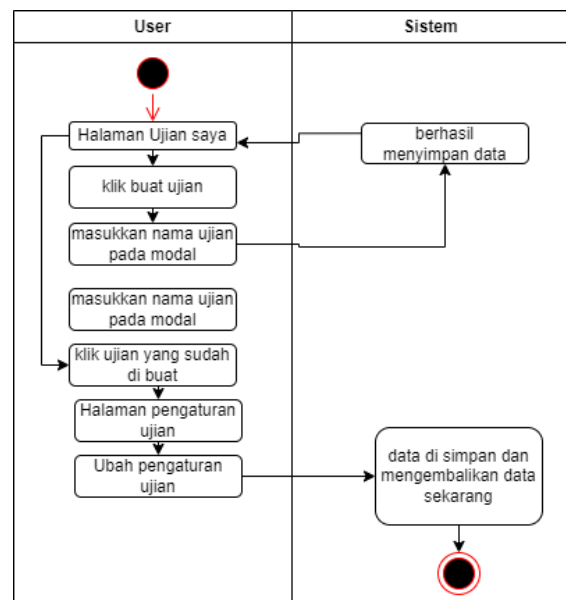 User
Sistem
Halaman Ujian saya
berhasil
menyimpan data
klik buat ujian
masukkan nama ujian
pada modal
masukkan nama ujian
pada modal
klik ujian yang sudah
di buat
Halaman pengaturan
ujian
Ubah pengaturan
ujian
data di simpan dan
mengembalikan data
sekarang